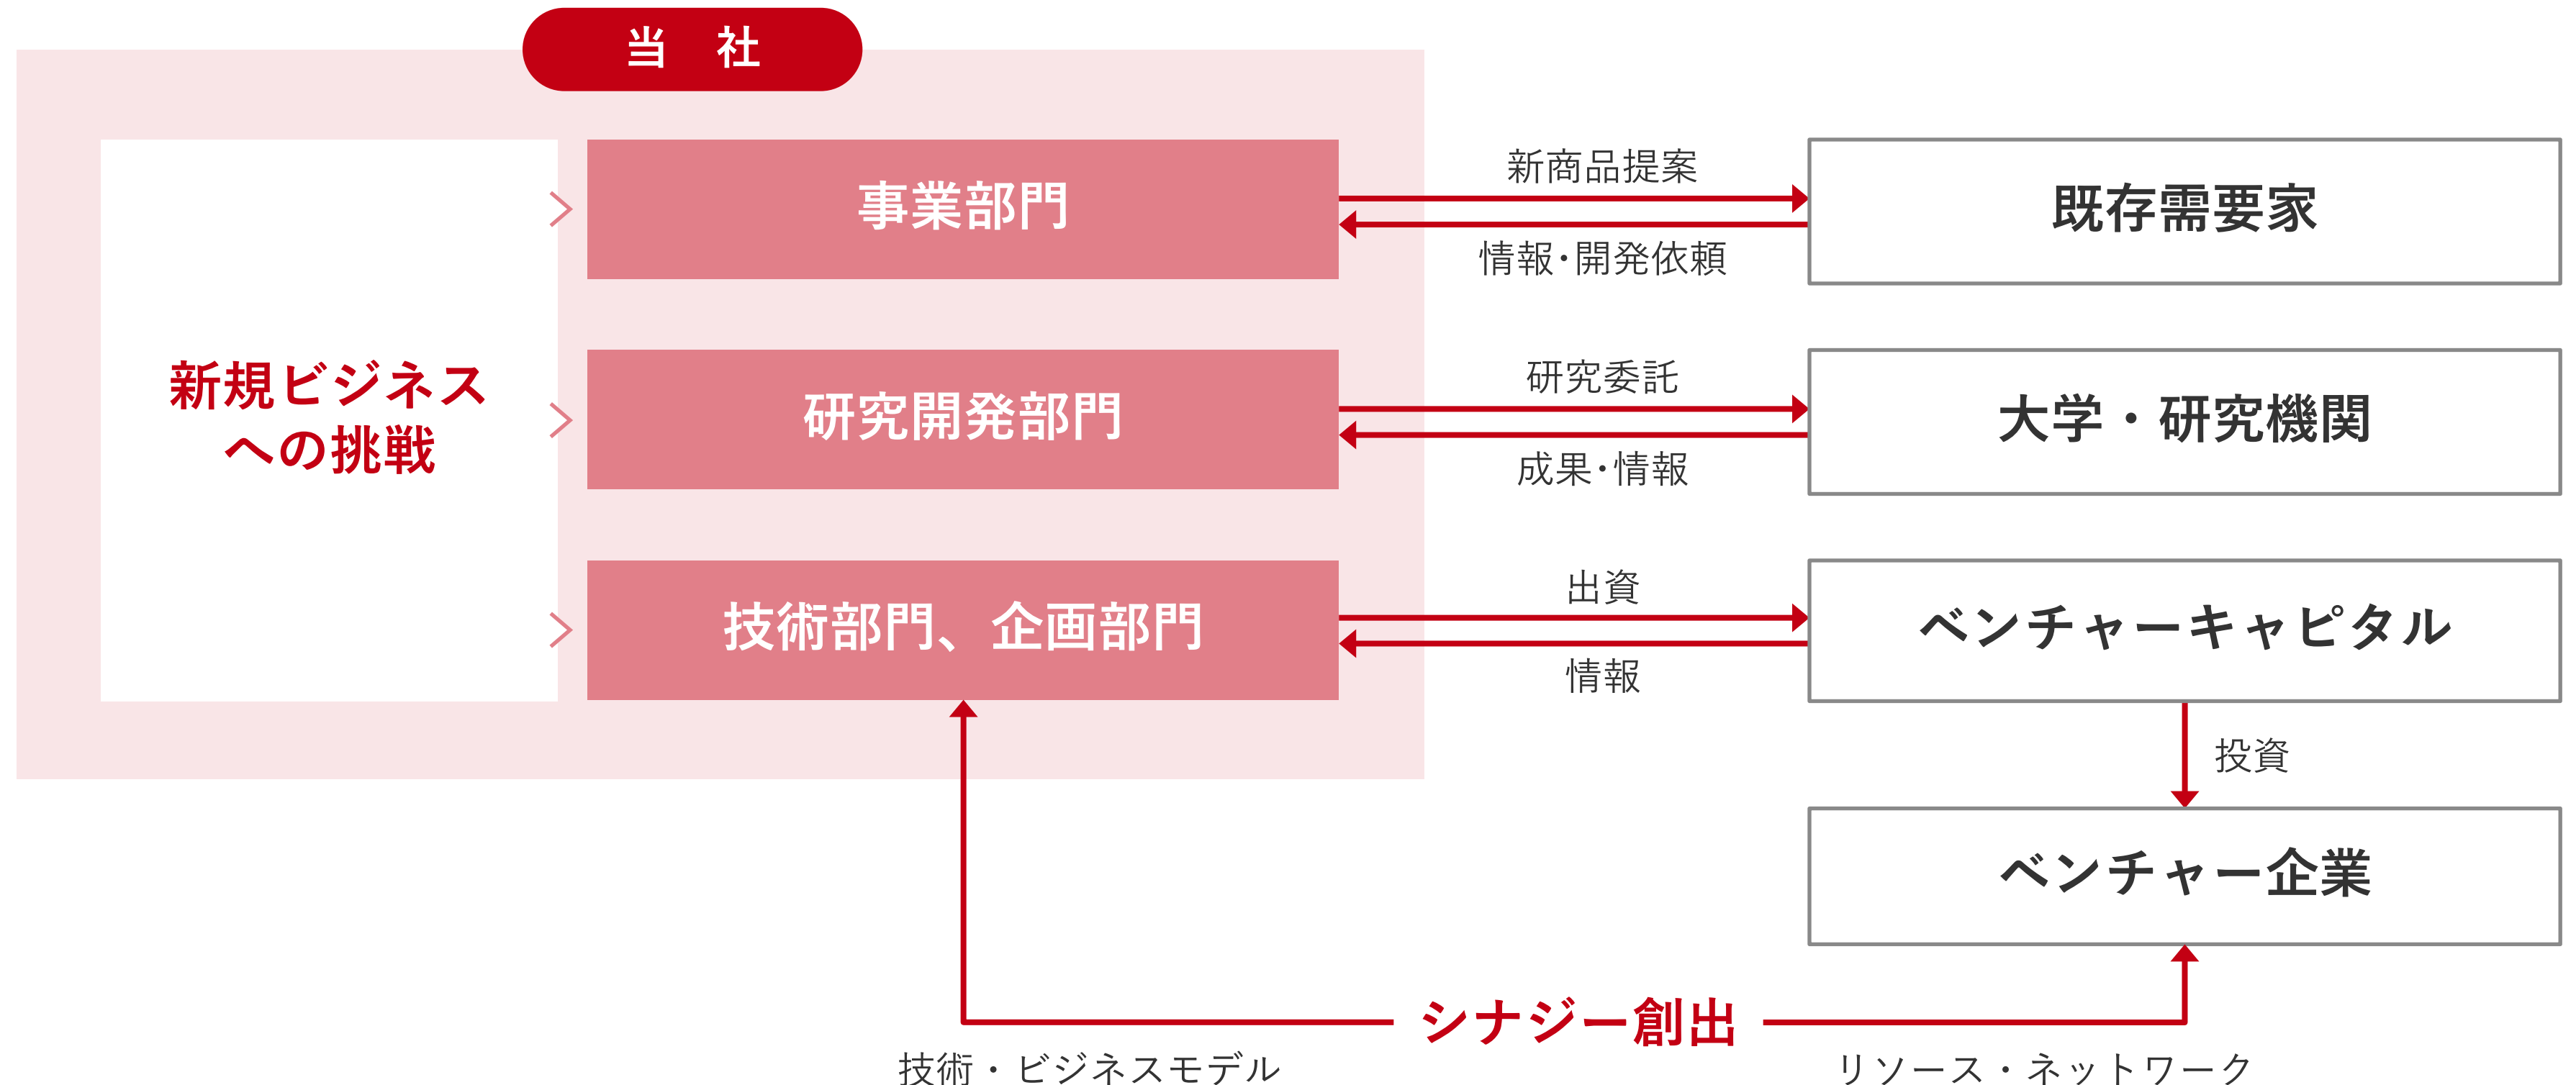 当 社
新規ビジネス
への挑戦
事業部門
新商品提案
情報・開発依頼
既存需要家
研究開発部門
研究委託
成果・情報
大学・研究機関
技術部門、企画部門
出資
情報
ベンチャーキャピタル
投資
ベンチャー企業
シナジー創出
技術・ビジネスモデル
リソース・ネットワーク